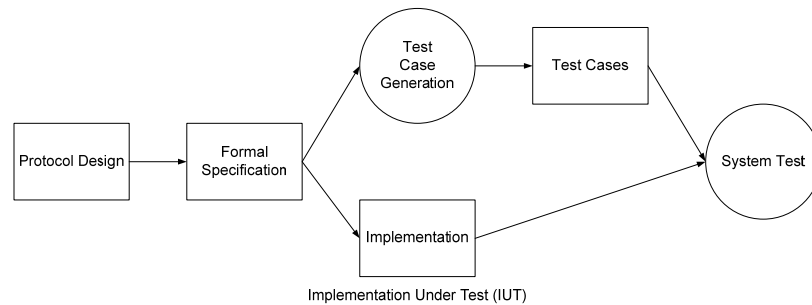 Protocol Design
Formal
Specification
Test
Case
Generation
Test Cases
Implementation
Implementation Under Test (IUT)
System Test